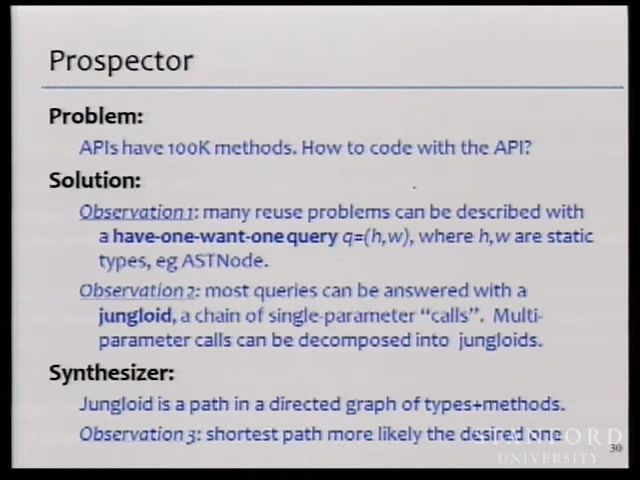 Prospector
Problem:
APIs have 100K methods. How to code with the API?
Solution:
Observation 1: many reuse problems can be described with
a have-one-want-one query q=(h,w), where h,w are static
types, eg ASTNode.
Observation 2: most queries can be answered with a
jungloid, a chain of single-parameter “calls”. Multi-
parameter calls can be decomposed into jungloids.
Synthesizer:
Jungloid is a path in a directed graph of types+methods.
Observation 3: shortest path more likely the desired one
STANFORD
UNIVERSITY
30